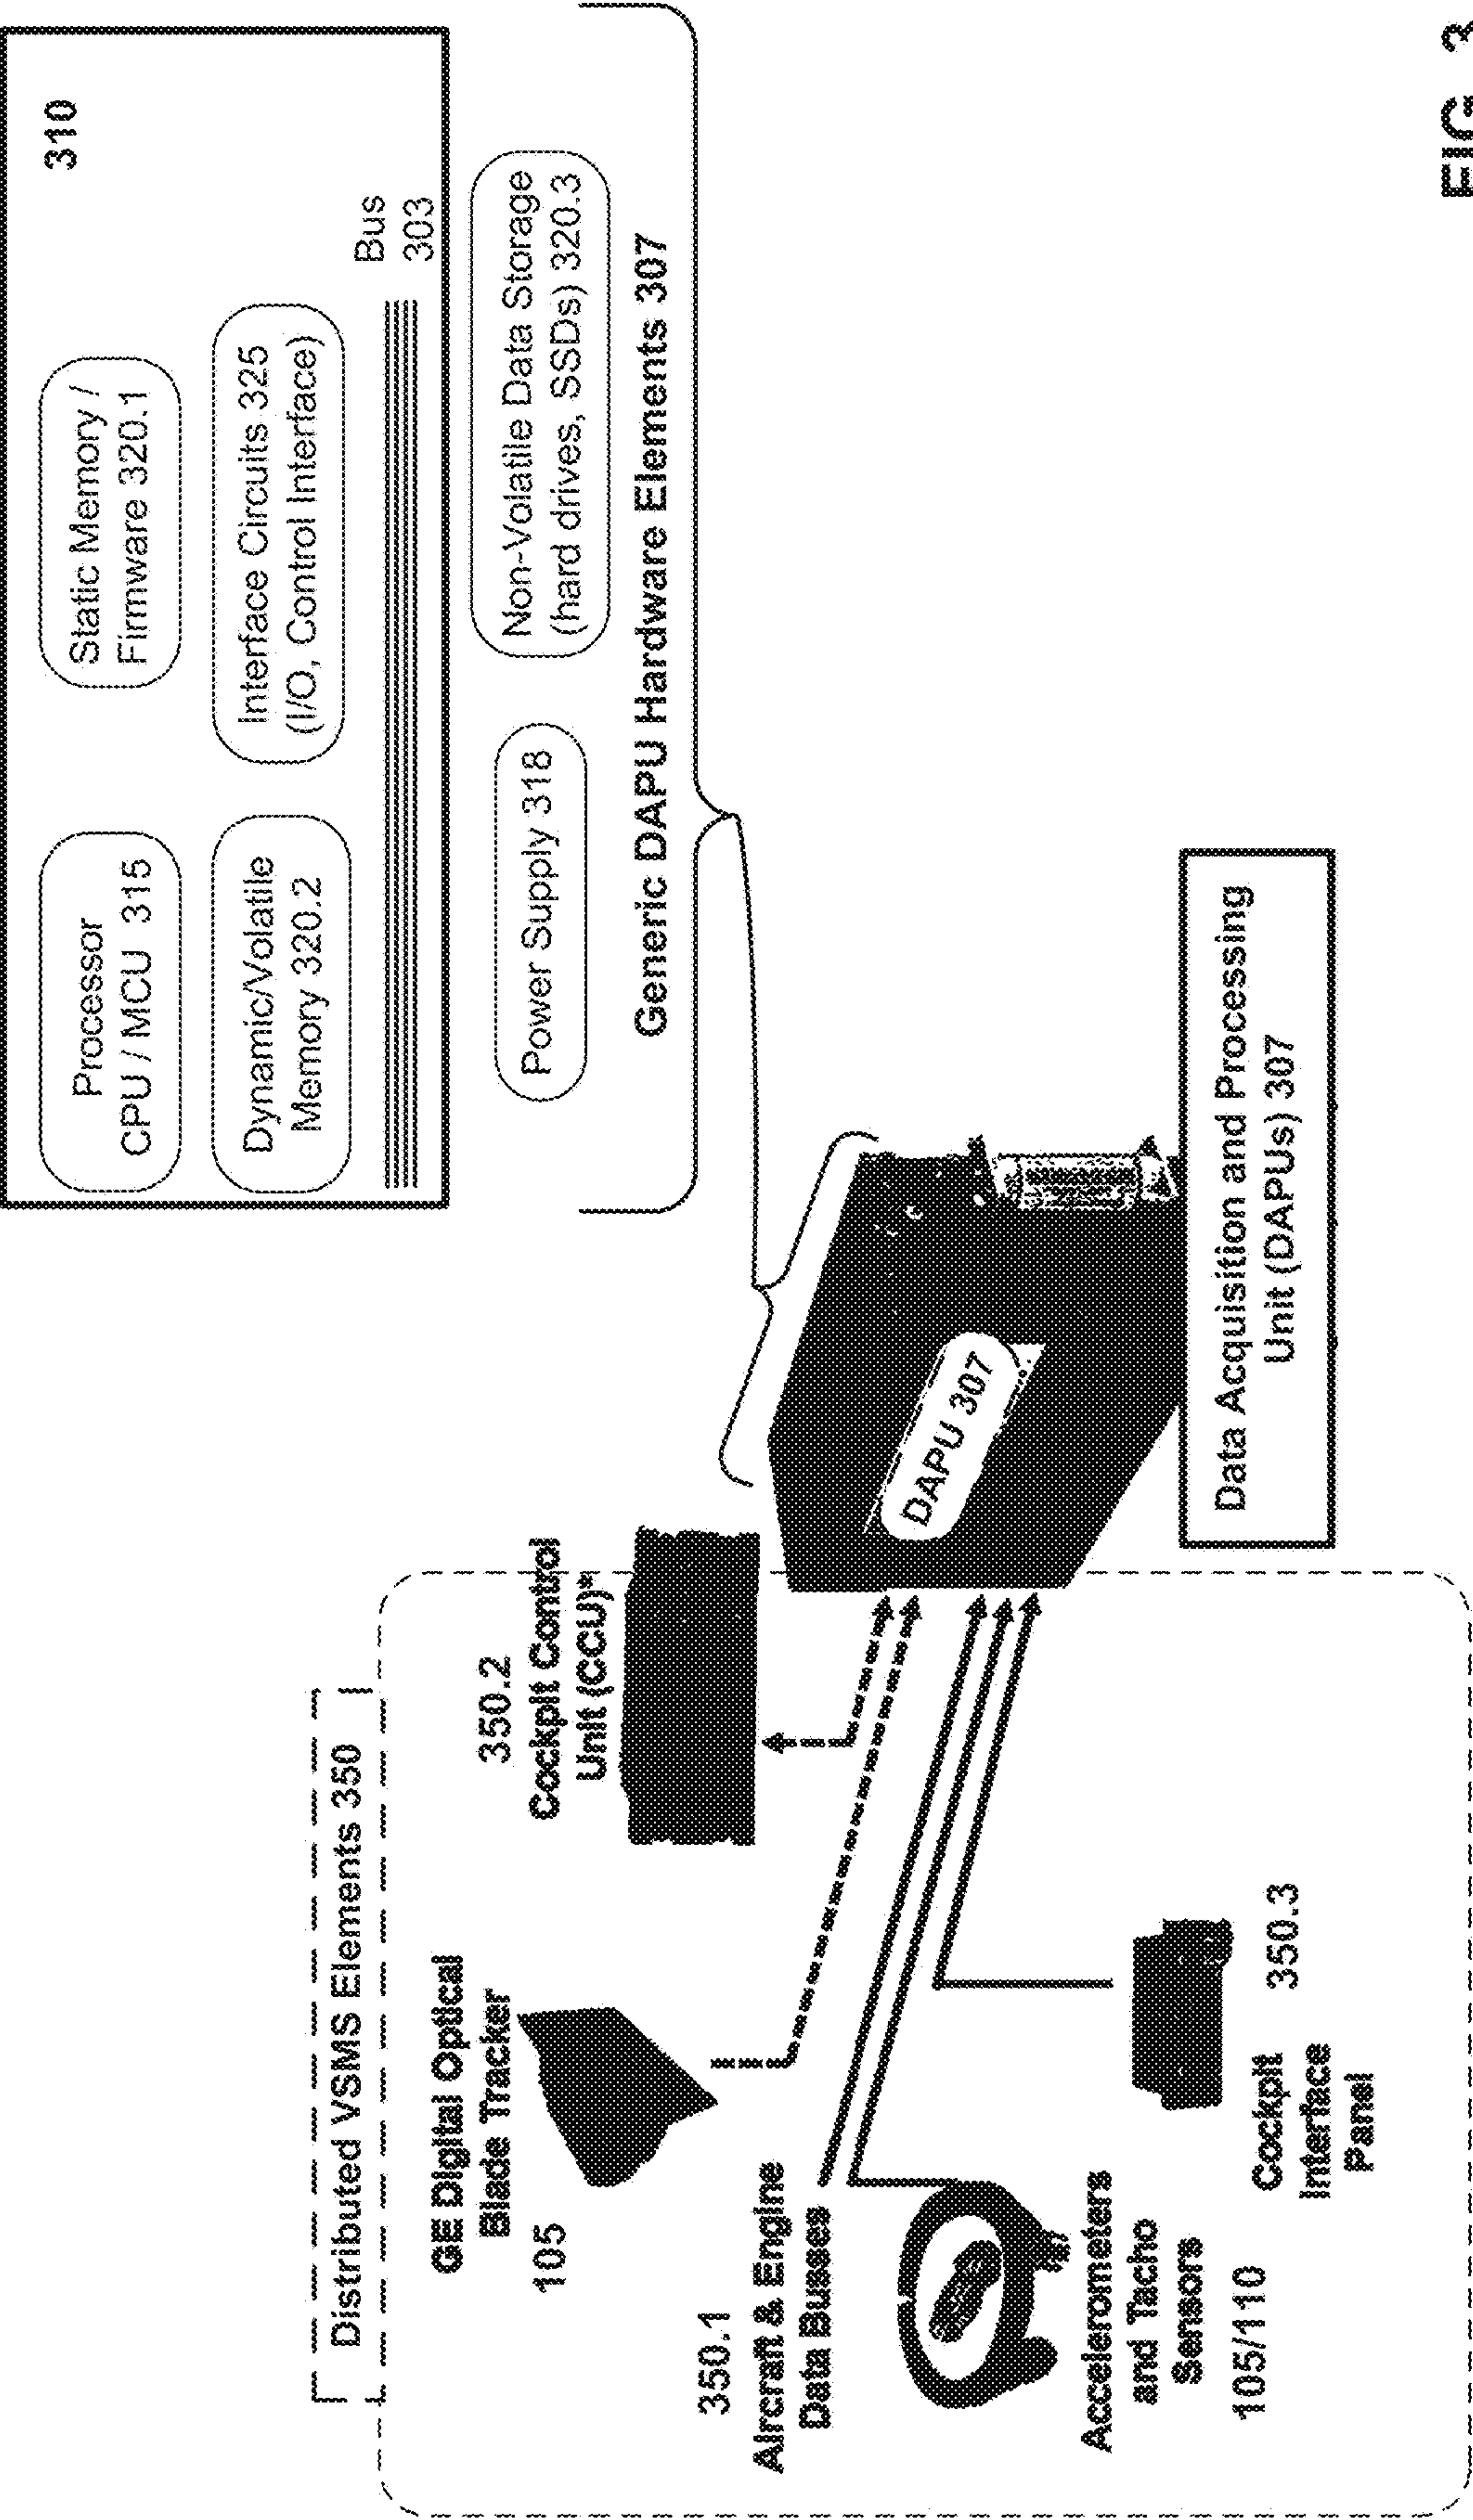 Distributed VSMS Elements 350
GE Digital Optical
Blade Tracker
105
350.2
Cockpit Control
Unit (CCU)*
350.1
Aircraft & Engine
Data Busses
Accelerometers
and Tacho
Sensors
105/110
Cockpit
Interface
Panel
350.3
DAPU 307
Data Acquisition and Processing
Unit (DAPUs) 307
310
Processor
CPU / MCU 315
Static Memory /
Firmware 320.1
Dynamic/Volatile
Memory 320.2
Interface Circuits 325
(I/O, Control Interface)
Bus
303
Power Supply 318
Non-Volatile Data Storage
(hard drives, SSDs) 320.3
Generic DAPU Hardware Elements 307
FIG. 3